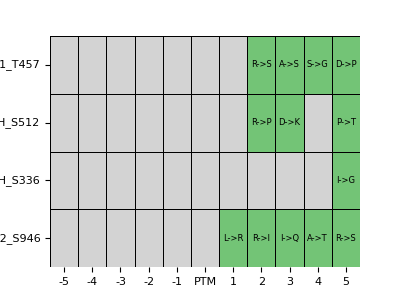 1_T457 R->S A->S S->G D->P
H_S512 R->P D->K P->T
H_S336 I->G
2_S946 L->R R->I I->Q A->T R->S
-5 -4 -3 -2 -1 PTM 1 2 3 4 5